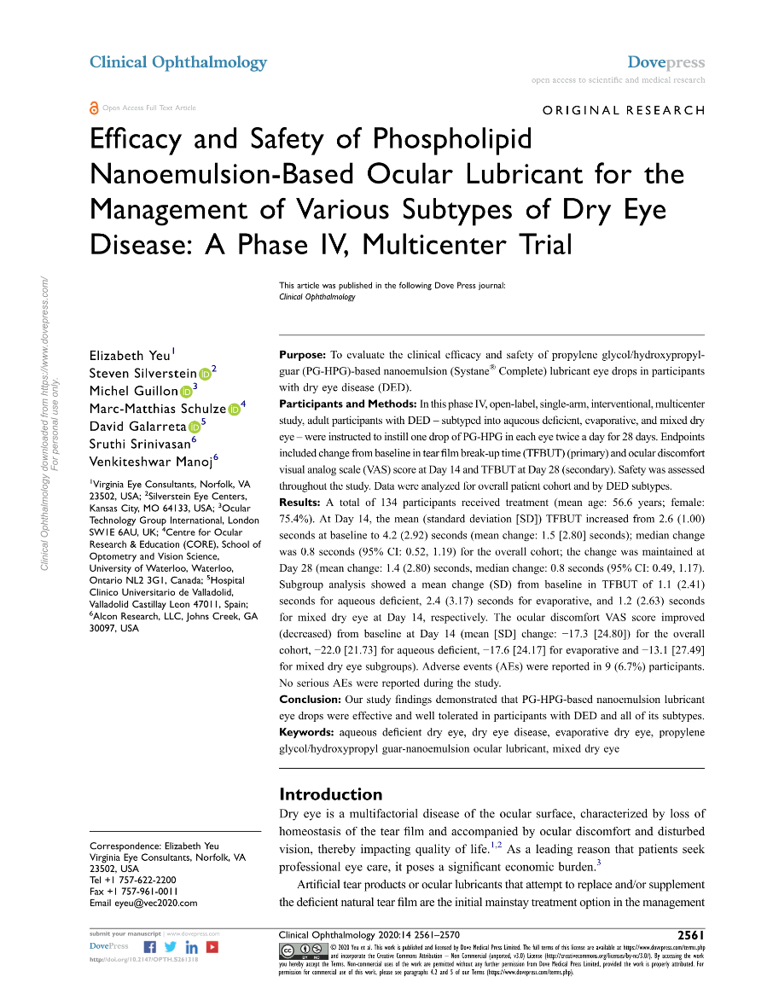 Clinical Ophthalmology
Dovepress
open access to scientific and medical research
Open Access Full Text Article
ORIGINAL RESEARCH
Efficacy and Safety of Phospholipid
Nanoemulsion-Based Ocular Lubricant for the
Management of Various Subtypes of Dry Eye
Disease: A Phase IV, Multicenter Trial
This article was published in the following Dove Press journal:
Clinical Ophthalmology
Clinical Ophthalmology downloaded from https://www.dovepress.com/
For personal use only.
Elizabeth Yeu1
Steven Silverstein iD 2
Michel Guillon iD 3
Marc-Matthias Schulze iD 4
David Galarreta iD 5
Sruthi Srinivasan6
Venkiteshwar Manoj6
1Virginia Eye Consultants, Norfolk, VA
23502, USA; 2Silverstein Eye Centers,
Kansas City, MO 64133, USA; 3Ocular
Technology Group International, London
SW1E 6AU, UK; 4Centre for Ocular
Research & Education (CORE), School of
Optometry and Vision Science,
University of Waterloo, Waterloo,
Ontario NL2 3G1, Canada; 5Hospital
Clinico Universitario de Valladolid,
Valladolid Castillay Leon 47011, Spain;
6Alcon Research, LLC, Johns Creek, GA
30097, USA
Purpose: To evaluate the clinical efficacy and safety of propylene glycol/hydroxypropyl-
guar (PG-HPG)-based nanoemulsion (Systane® Complete) lubricant eye drops in participants
with dry eye disease (DED).
Participants and Methods: In this phase IV, open-label, single-arm, interventional, multicenter
study, adult participants with DED – subtyped into aqueous deficient, evaporative, and mixed dry
eye – were instructed to instill one drop of PG-HPG in each eye twice a day for 28 days. Endpoints
included change from baseline in tear film break-up time (TFBUT) (primary) and ocular discomfort
visual analog scale (VAS) score at Day 14 and TFBUT at Day 28 (secondary). Safety was assessed
throughout the study. Data were analyzed for overall patient cohort and by DED subtypes.
Results: A total of 134 participants received treatment (mean age: 56.6 years; female:
75.4%). At Day 14, the mean (standard deviation [SD]) TFBUT increased from 2.6 (1.00)
seconds at baseline to 4.2 (2.92) seconds (mean change: 1.5 [2.80] seconds); median change
was 0.8 seconds (95% CI: 0.52, 1.19) for the overall cohort; the change was maintained at
Day 28 (mean change: 1.4 (2.80) seconds, median change: 0.8 seconds (95% CI: 0.49, 1.17).
Subgroup analysis showed a mean change (SD) from baseline in TFBUT of 1.1 (2.41)
seconds for aqueous deficient, 2.4 (3.17) seconds for evaporative, and 1.2 (2.63) seconds
for mixed dry eye at Day 14, respectively. The ocular discomfort VAS score improved
(decreased) from baseline at Day 14 (mean [SD] change: −17.3 [24.80]) for the overall
cohort, −22.0 [21.73] for aqueous deficient, −17.6 [24.17] for evaporative and −13.1 [27.49]
for mixed dry eye subgroups). Adverse events (AEs) were reported in 9 (6.7%) participants.
No serious AEs were reported during the study.
Conclusion: Our study findings demonstrated that PG-HPG-based nanoemulsion lubricant
eye drops were effective and well tolerated in participants with DED and all of its subtypes.
Keywords: aqueous deficient dry eye, dry eye disease, evaporative dry eye, propylene
glycol/hydroxypropyl guar-nanoemulsion ocular lubricant, mixed dry eye
Introduction
Dry eye is a multifactorial disease of the ocular surface, characterized by loss of
homeostasis of the tear film and accompanied by ocular discomfort and disturbed
vision, thereby impacting quality of life.1,2 As a leading reason that patients seek
professional eye care, it poses a significant economic burden.3
Artificial tear products or ocular lubricants that attempt to replace and/or supplement
the deficient natural tear film are the initial mainstay treatment option in the management
Correspondence: Elizabeth Yeu
Virginia Eye Consultants, Norfolk, VA
23502, USA
Tel +1 757-622-2200
Fax +1 757-961-0011
Email eyeu@vec2020.com
submit your manuscript | www.dovepress.com
DovePress
http://doi.org/10.2147/OPTH.S261318
Clinical Ophthalmology 2020:14 2561–2570
2561
© 2020 Yeu et al. This work is published and licensed by Dove Medical Press Limited. The full terms of this license are available at https://www.dovepress.com/terms.php
and incorporate the Creative Commons Attribution – Non Commercial (unported, v3.0) License (http://creativecommons.org/licenses/by-nc/3.0/). By accessing the work
you hereby accept the Terms. Non-commercial uses of the work are permitted without any further permission from Dove Medical Press Limited, provided the work is properly attributed. For
permission for commercial use of this work, please see paragraphs 4.2 and 5 of our Terms (https://www.dovepress.com/terms.php).